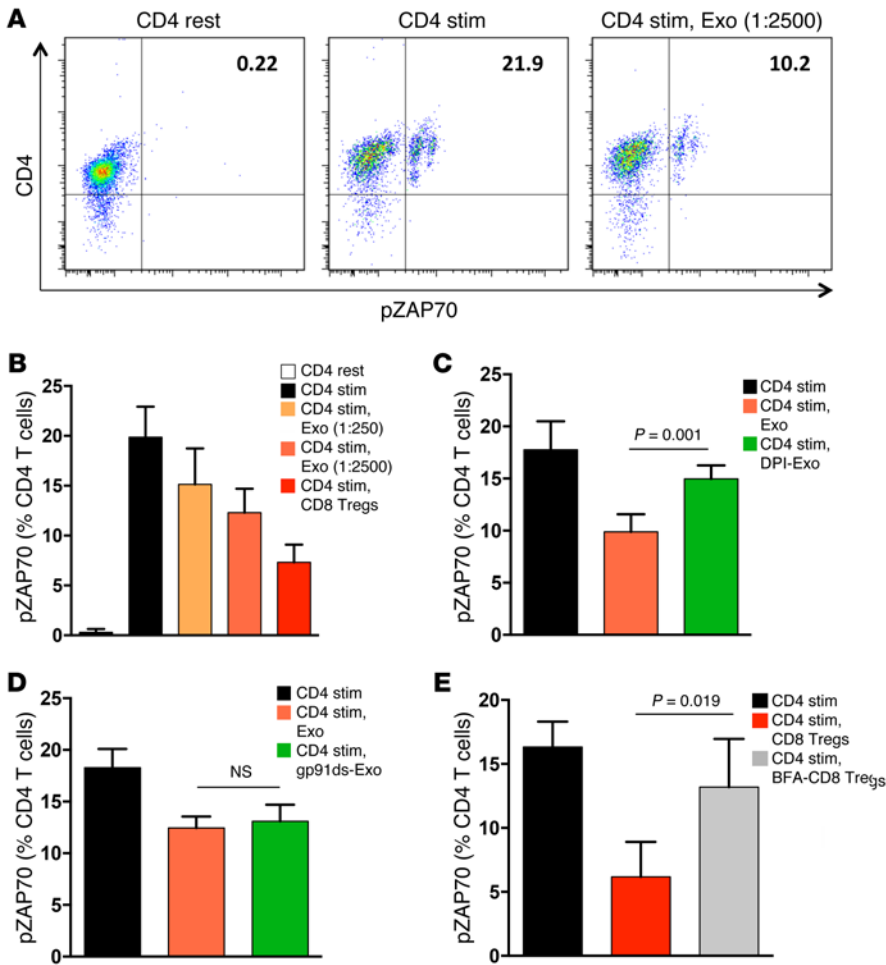 A
CD4 rest
CD4 stim
CD4 stim, Exo (1:2500)
0.22
21.9
10.2
CD4
pZAP70
B
pZAP70 (% CD4 T cells)
25
20
15
10
5
0
CD4 rest
CD4 stim
CD4 stim,
Exo (1:250)
CD4 stim,
Exo (1:2500)
CD4 stim,
CD8 Tregs
C
pZAP70 (% CD4 T cells)
25
20
15
10
5
0
P = 0.001
CD4 stim
CD4 stim,
Exo
CD4 stim,
DPI-Exo
D
pZAP70 (% CD4 T cells)
25
20
15
10
5
0
NS
CD4 stim
CD4 stim,
Exo
CD4 stim,
gp91ds-Exo
E
pZAP70 (% CD4 T cells)
20
15
10
5
0
P = 0.019
CD4 stim
CD4 stim,
CD8 Tregs
CD4 stim,
BFA-CD8 Tregs